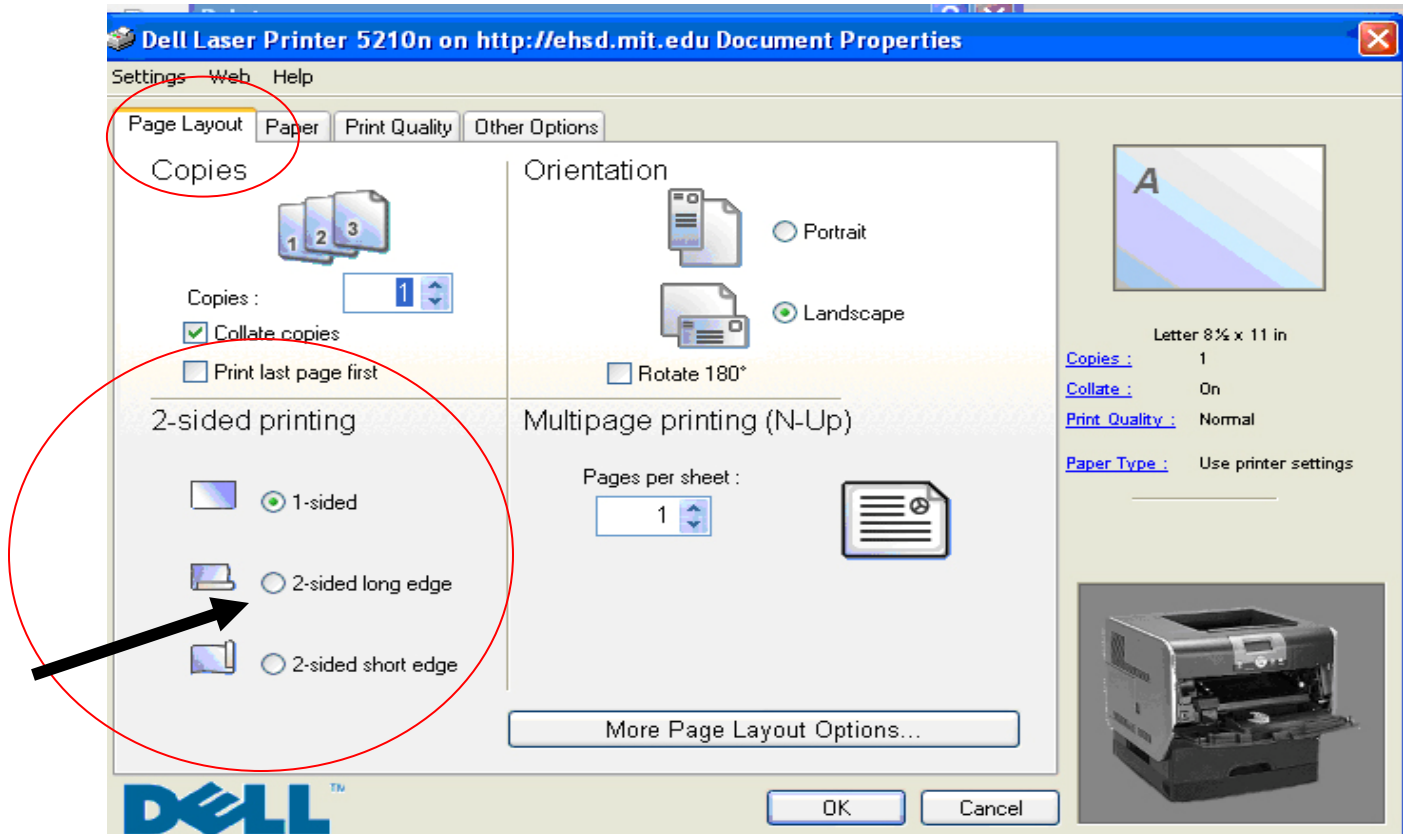 Dell Laser Printer 5210n on http://ehsd.mit.edu Document Properties
Settings Web Help
Page Layout Paper Print Quality Other Options
Copies
1 2 3
Copies :
1
Collate copies
Print last page first
Orientation
Portrait
Landscape
Rotate 180°
2-sided printing
1-sided
2-sided long edge
2-sided short edge
Multipage printing (N-Up)
Pages per sheet :
1
More Page Layout Options...
A
Letter 8½ x 11 in
Copies : 1
Collate : On
Print Quality : Normal
Paper Type : Use printer settings
DELL™
OK Cancel